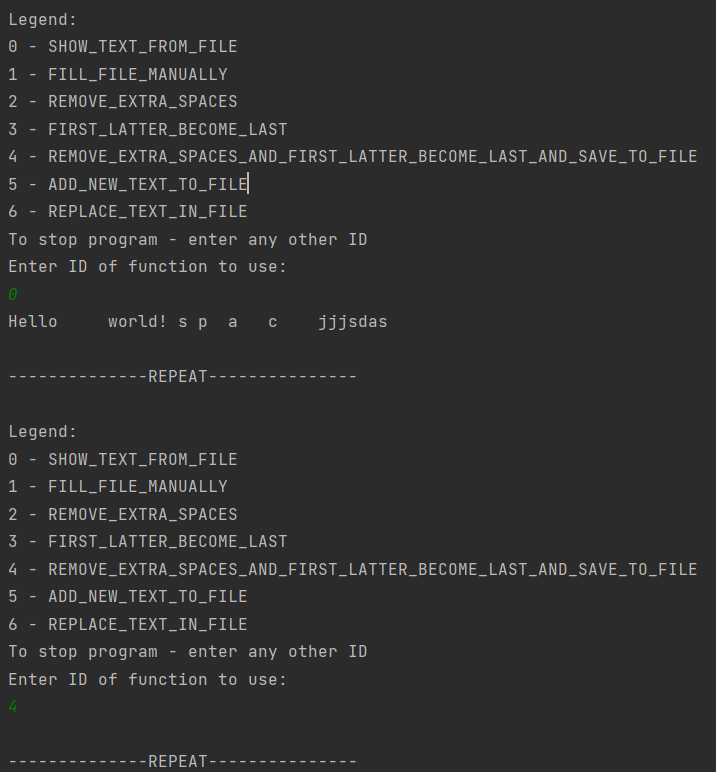 Legend:
0 - SHOW_TEXT_FROM_FILE
1 - FILL_FILE_MANUALLY
2 - REMOVE_EXTRA_SPACES
3 - FIRST_LATTER_BECOME_LAST
4 - REMOVE_EXTRA_SPACES_AND_FIRST_LATTER_BECOME_LAST_AND_SAVE_TO_FILE
5 - ADD_NEW_TEXT_TO_FILE
6 - REPLACE_TEXT_IN_FILE
To stop program - enter any other ID
Enter ID of function to use:
0
Hello     world! s p  a   c    jjjsdas
--------------REPEAT---------------
Legend:
0 - SHOW_TEXT_FROM_FILE
1 - FILL_FILE_MANUALLY
2 - REMOVE_EXTRA_SPACES
3 - FIRST_LATTER_BECOME_LAST
4 - REMOVE_EXTRA_SPACES_AND_FIRST_LATTER_BECOME_LAST_AND_SAVE_TO_FILE
5 - ADD_NEW_TEXT_TO_FILE
6 - REPLACE_TEXT_IN_FILE
To stop program - enter any other ID
Enter ID of function to use:
4
--------------REPEAT---------------